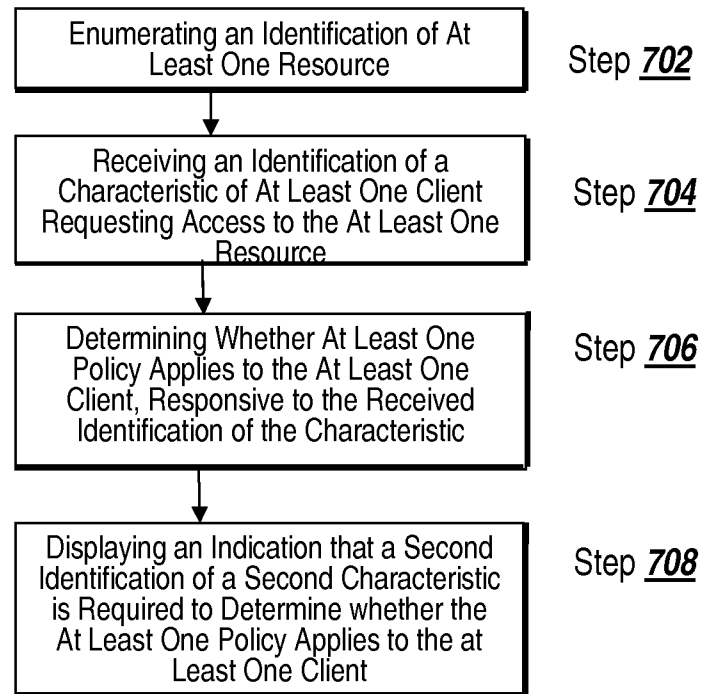 Enumerating an Identification of At
Least One Resource
Step 702
Receiving an Identification of a
Characteristic of At Least One Client
Requesting Access to the At Least One
Resource
Step 704
Determining Whether At Least One
Policy Applies to the At Least One
Client, Responsive to the Received
Identification of the Characteristic
Step 706
Displaying an Indication that a Second
Identification of a Second Characteristic
is Required to Determine whether the
At Least One Policy Applies to the at
Least One Client
Step 708